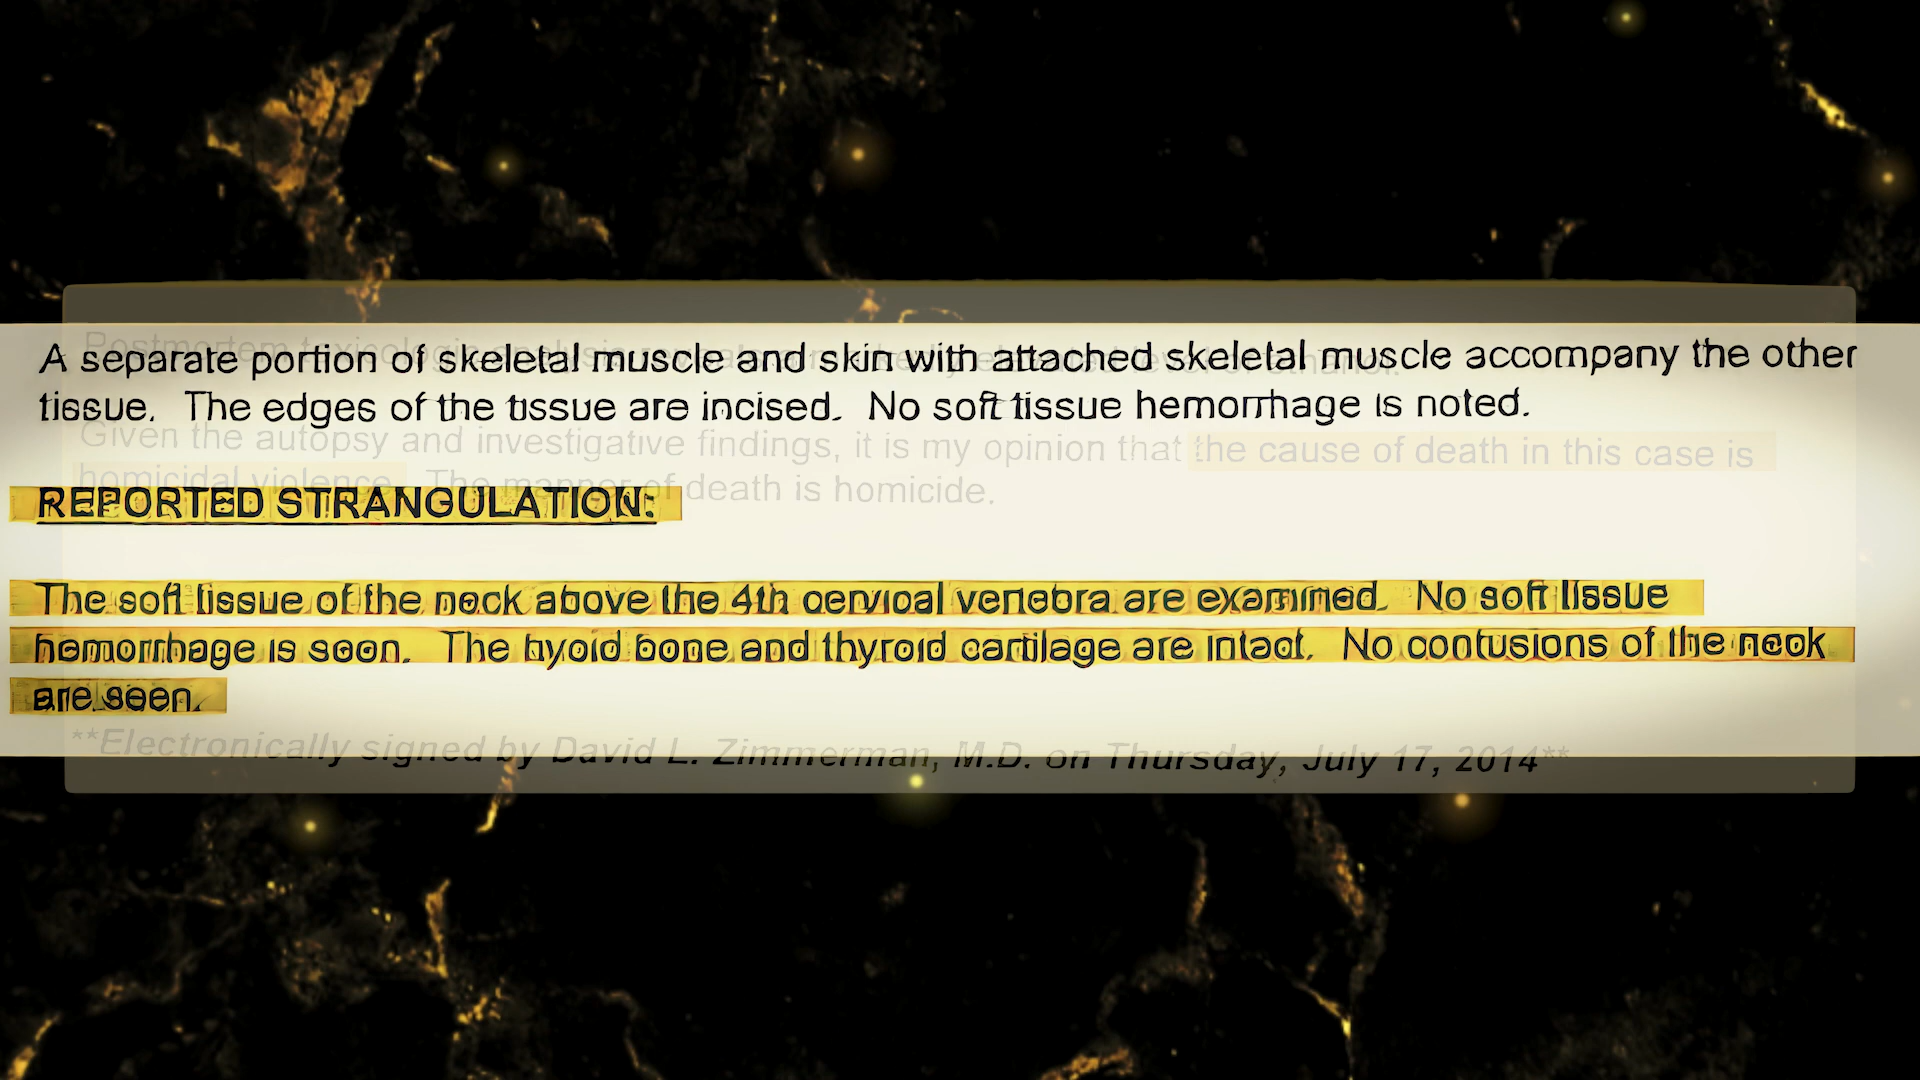 A separate portion of skeletal muscle and skin with attached skeletal muscle accompany the other
tissue. The edges of the tissue are incised. No soft tissue hemorrhage is noted.
Given the autopsy and investigative findings, it is my opinion that the cause of death in this case is
homicidal violence. The manner of death is homicide.
REPORTED STRANGULATION:
The soft tissue of the neck above the 4th cervical vertebra are examined. No soft tissue
hemorrhage is seen. The hyoid bone and thyroid cartilage are intact. No contusions of the neck
are seen.
**Electronically signed by David L. Zimmerman, M.D. on Thursday, July 17, 2014**